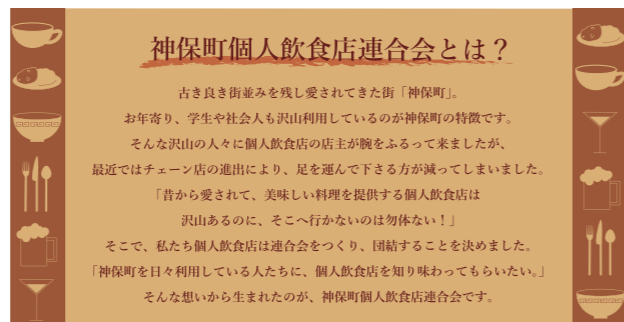 神保町個人飲食店連合会とは？
古き良き街並みを残し愛されてきた街「神保町」。
お年寄り、学生や社会人も沢山利用しているのが神保町の特徴です。
そんな沢山の人々に個人飲食店の店主が腕をふるって来ましたが、
最近ではチェーン店の進出により、足を運んで下さる方が減ってしまいました。
「昔から愛されて、美味しい料理を提供する個人飲食店は
沢山あるのに、そこへ行かないのは勿体ない！」
そこで、私たち個人飲食店は連合会をつくり、団結することを決めました。
「神保町を日々利用している人たちに、個人飲食店を知り味わってもらいたい。」
そんな想いから生まれたのが、神保町個人飲食店連合会です。